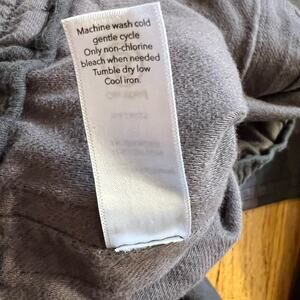 Machine wash cold
gentle cycle
Only non-chlorine
bleach when needed
Tumble dry low
Cool iron.